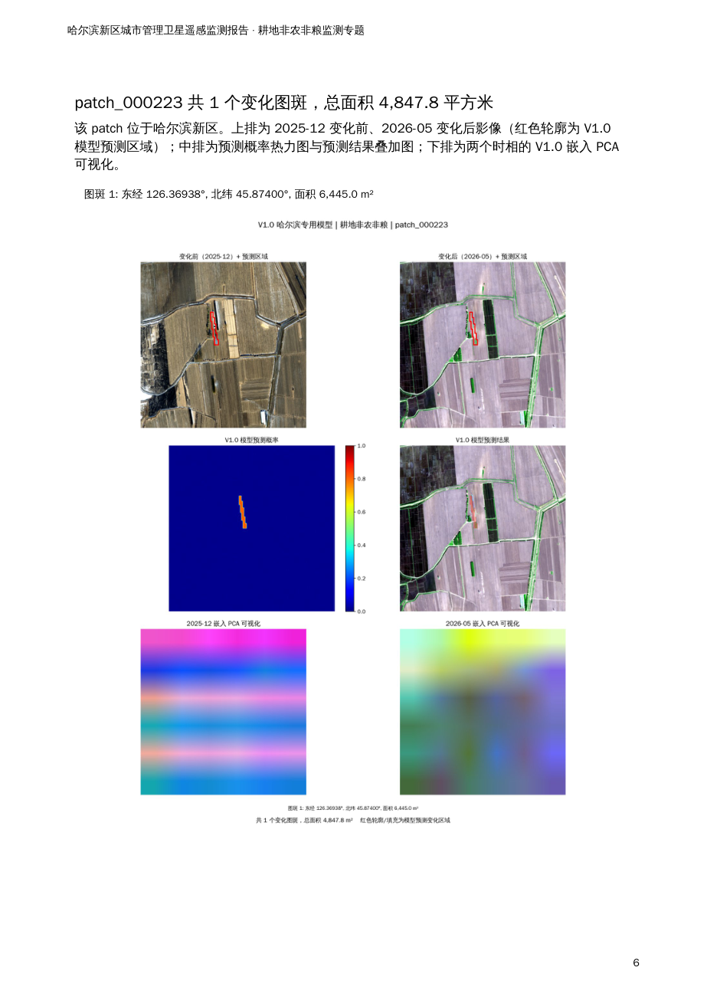 哈尔滨新区城市管理卫星遥感监测报告 · 耕地非农非粮监测专题
patch_000223 共 1 个变化图斑，总面积 4,847.8 平方米
该 patch 位于哈尔滨新区。上排为 2025-12 变化前、2026-05 变化后影像（红色轮廓为 V1.0
模型预测区域）；中排为预测概率热力图与预测结果叠加图；下排为两个时相的 V1.0 嵌入 PCA
可视化。
图斑 1: 东经 126.36938°, 北纬 45.87400°, 面积 6,445.0 m²
V1.0 哈尔滨专用模型 | 耕地非农非粮 | patch_000223
变化前（2025-12）+ 预测区域
变化后（2026-05）+ 预测区域
V1.0 模型预测概率
V1.0 模型预测结果
1.0
0.8
0.6
0.4
0.2
0.0
2025-12 嵌入 PCA 可视化
2026-05 嵌入 PCA 可视化
图斑 1: 东经 126.36938°, 北纬 45.87400°, 面积 6,445.0 m²
共 1 个变化图斑，总面积 4,847.8 m² 红色轮廓/填充为模型预测变化区域
6